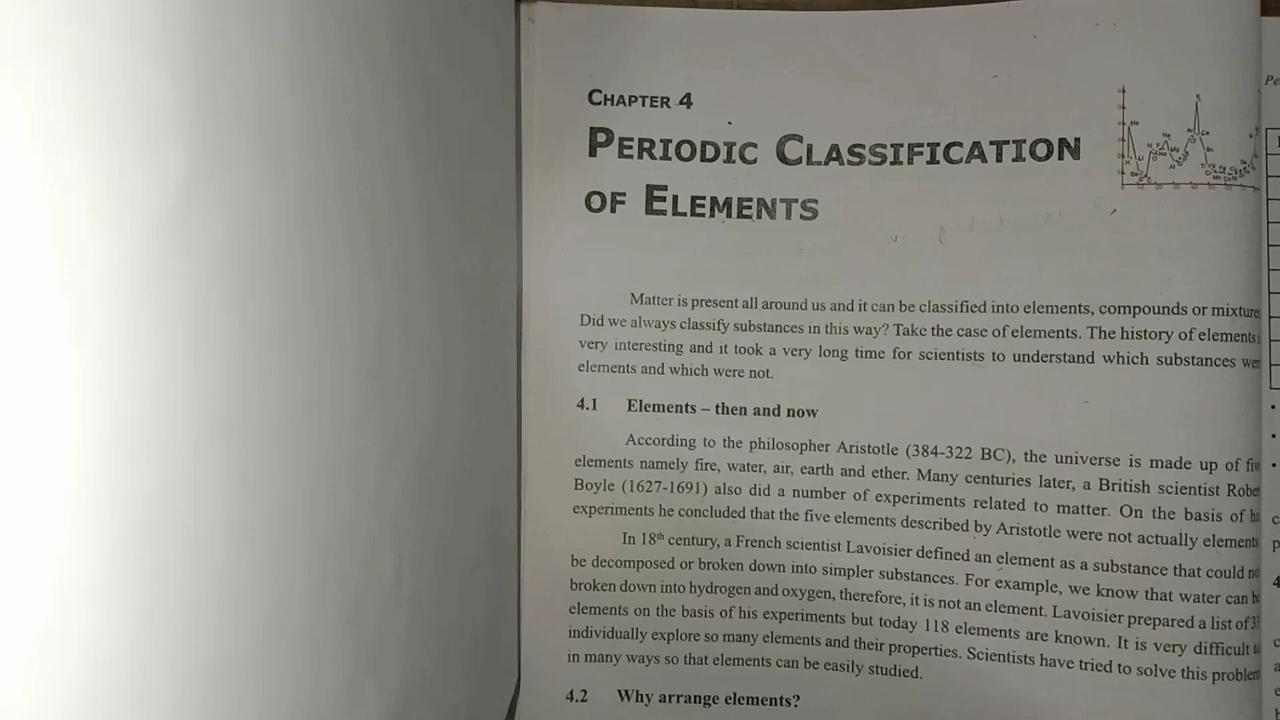 CHAPTER 4
PERIODIC CLASSIFICATION
OF ELEMENTS
Matter is present all around us and it can be classified into elements, compounds or mixture
Did we always classify substances in this way? Take the case of elements. The history of elements
very interesting and it took a very long time for scientists to understand which substances we
elements and which were not.
4.1 Elements – then and now
According to the philosopher Aristotle (384-322 BC), the universe is made up of fiv
elements namely fire, water, air, earth and ether. Many centuries later, a British scientist Robe
Boyle (1627-1691) also did a number of experiments related to matter. On the basis of
experiments he concluded that the five elements described by Aristotle were not actually elements
In 18th century, a French scientist Lavoisier defined an element as a substance that could no
be decomposed or broken down into simpler substances. For example, we know that water can b
broken down into hydrogen and oxygen, therefore, it is not an element. Lavoisier prepared a list of
elements on the basis of his experiments but today 118 elements are known. It is very difficult
individually explore so many elements and their properties. Scientists have tried to solve this problem
in many ways so that elements can be easily studied.
4.2 Why arrange elements?